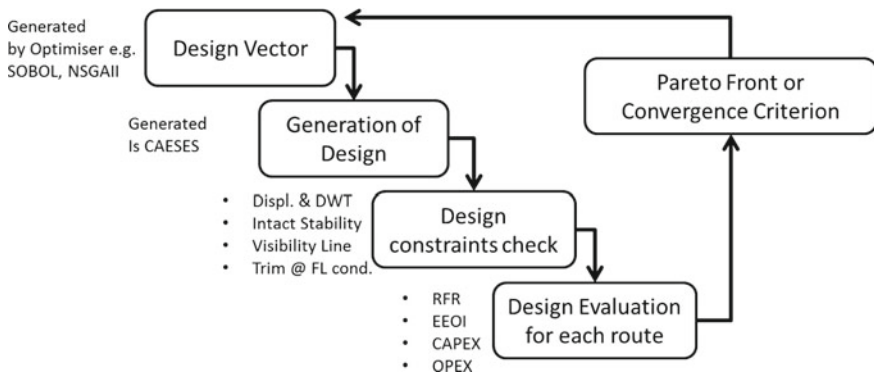 Generated
by Optimiser e.g.
SOBOL, NSGAII
Design Vector
Pareto Front or
Convergence Criterion
Generated
Is CAESES
Generation of
Design
• Displ. & DWT
• Intact Stability
• Visibility Line
• Trim @ FL cond.
Design
constraints check
• RFR
• EEOI
• CAPEX
• OPEX
Design Evaluation
for each route